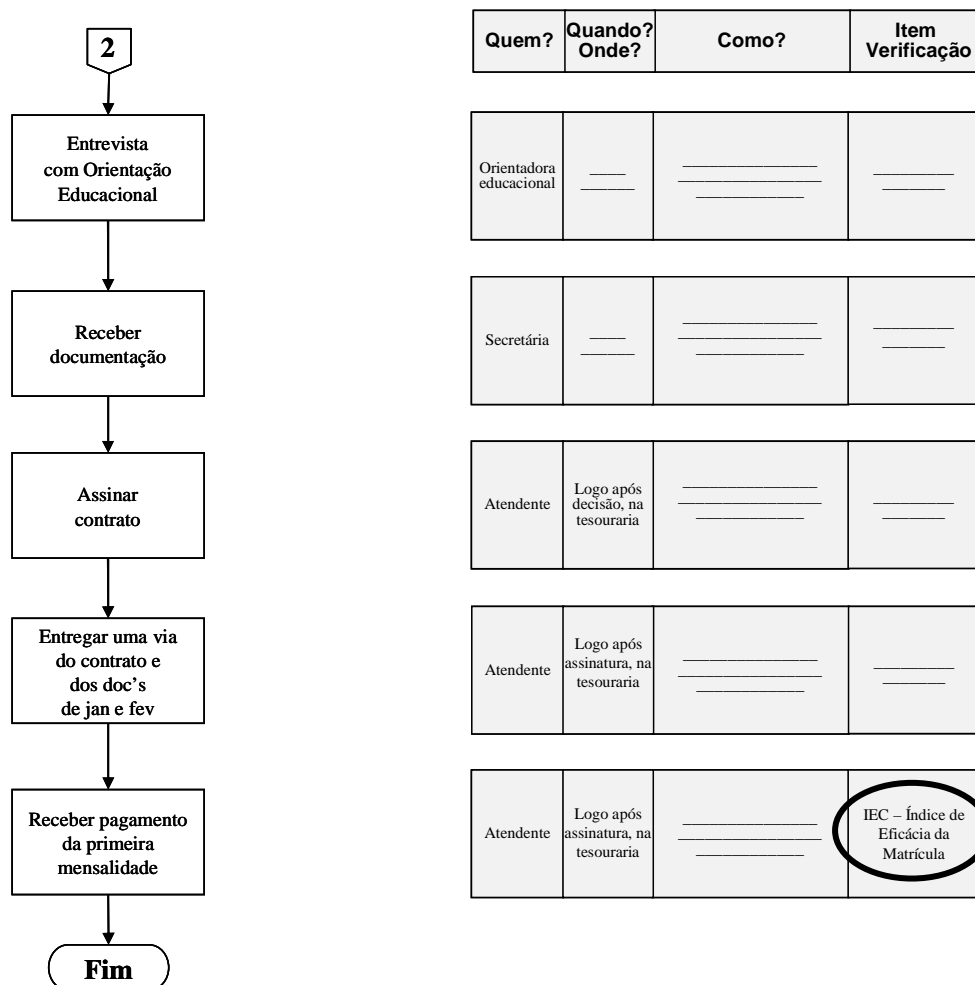 2
Quem?
Quando?
Onde?
Como?
Item
Verificação
Entrevista
com Orientação
Educacional
Orientadora
educacional
Receber
documentação
Secretária
Assinar
contrato
Atendente
Logo após
decisão, na
tesouraria
Entregar uma via
do contrato e
dos doc’s
de jan e fev
Atendente
Logo após
assinatura, na
tesouraria
Receber pagamento
da primeira
mensalidade
Atendente
Logo após
assinatura, na
tesouraria
IEC – Índice de
Eficácia da
Matrícula
Fim